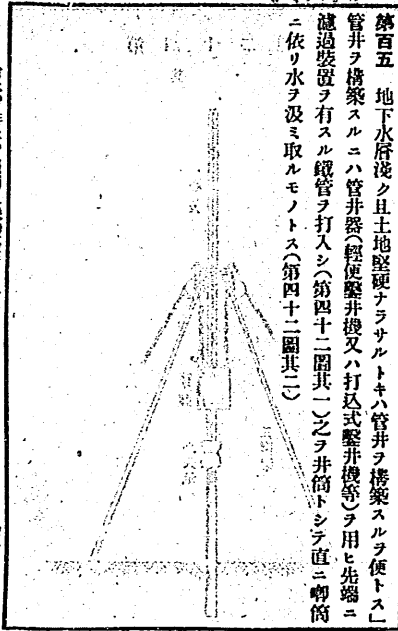 第百五　地下水層淺ク且土地堅硬ナラサルトキハ管井ヲ構築スルヲ便トス」
管井ヲ構築スルニハ管井器(輕便鑿井機又ハ打込式鑿井機等)ヲ用ヒ先端ニ
濾過裝置ヲ有スル鐵管ヲ打入シ(第四十二圖其一)之ヲ井筒トシテ直ニ喞筒
ニ依リ水ヲ汲ミ取ルモノトス(第四十二圖其二)